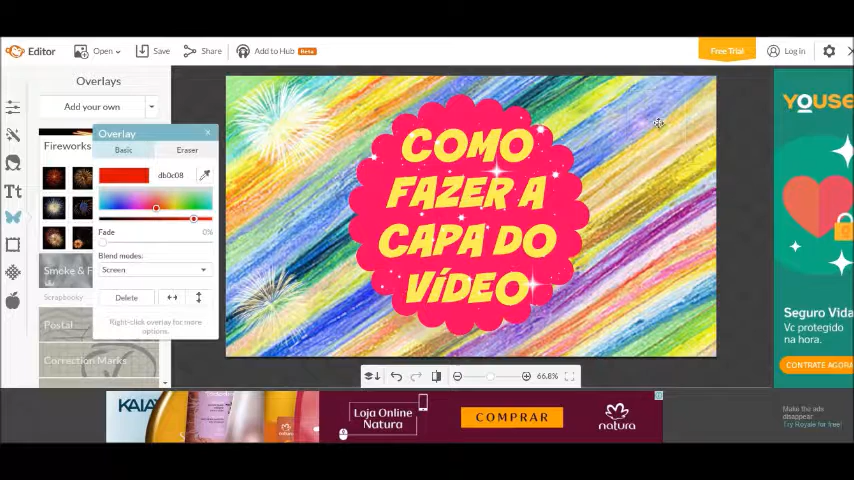 Editor
Open
Save
Share
Add to Hub
Beta
Free Trial
Log in
Overlays
Add your own
Fireworks
Overlay
Basic
Eraser
db0c08
Fade
0%
Blend modes:
Screen
Delete
Right-click overlay for more
options.
Smoke & F
Scrapbooky
Postal
Correction Marks
COMO
FAZER A
CAPA DO
VÍDEO
66.8%
YOUSE
Seguro Vida
Vc protegido
na hora.
CONTRATE AGORA
KAIA
Loja Online
Natura
COMPRAR
natura
Make the ads
disappear
Try Royale for free!